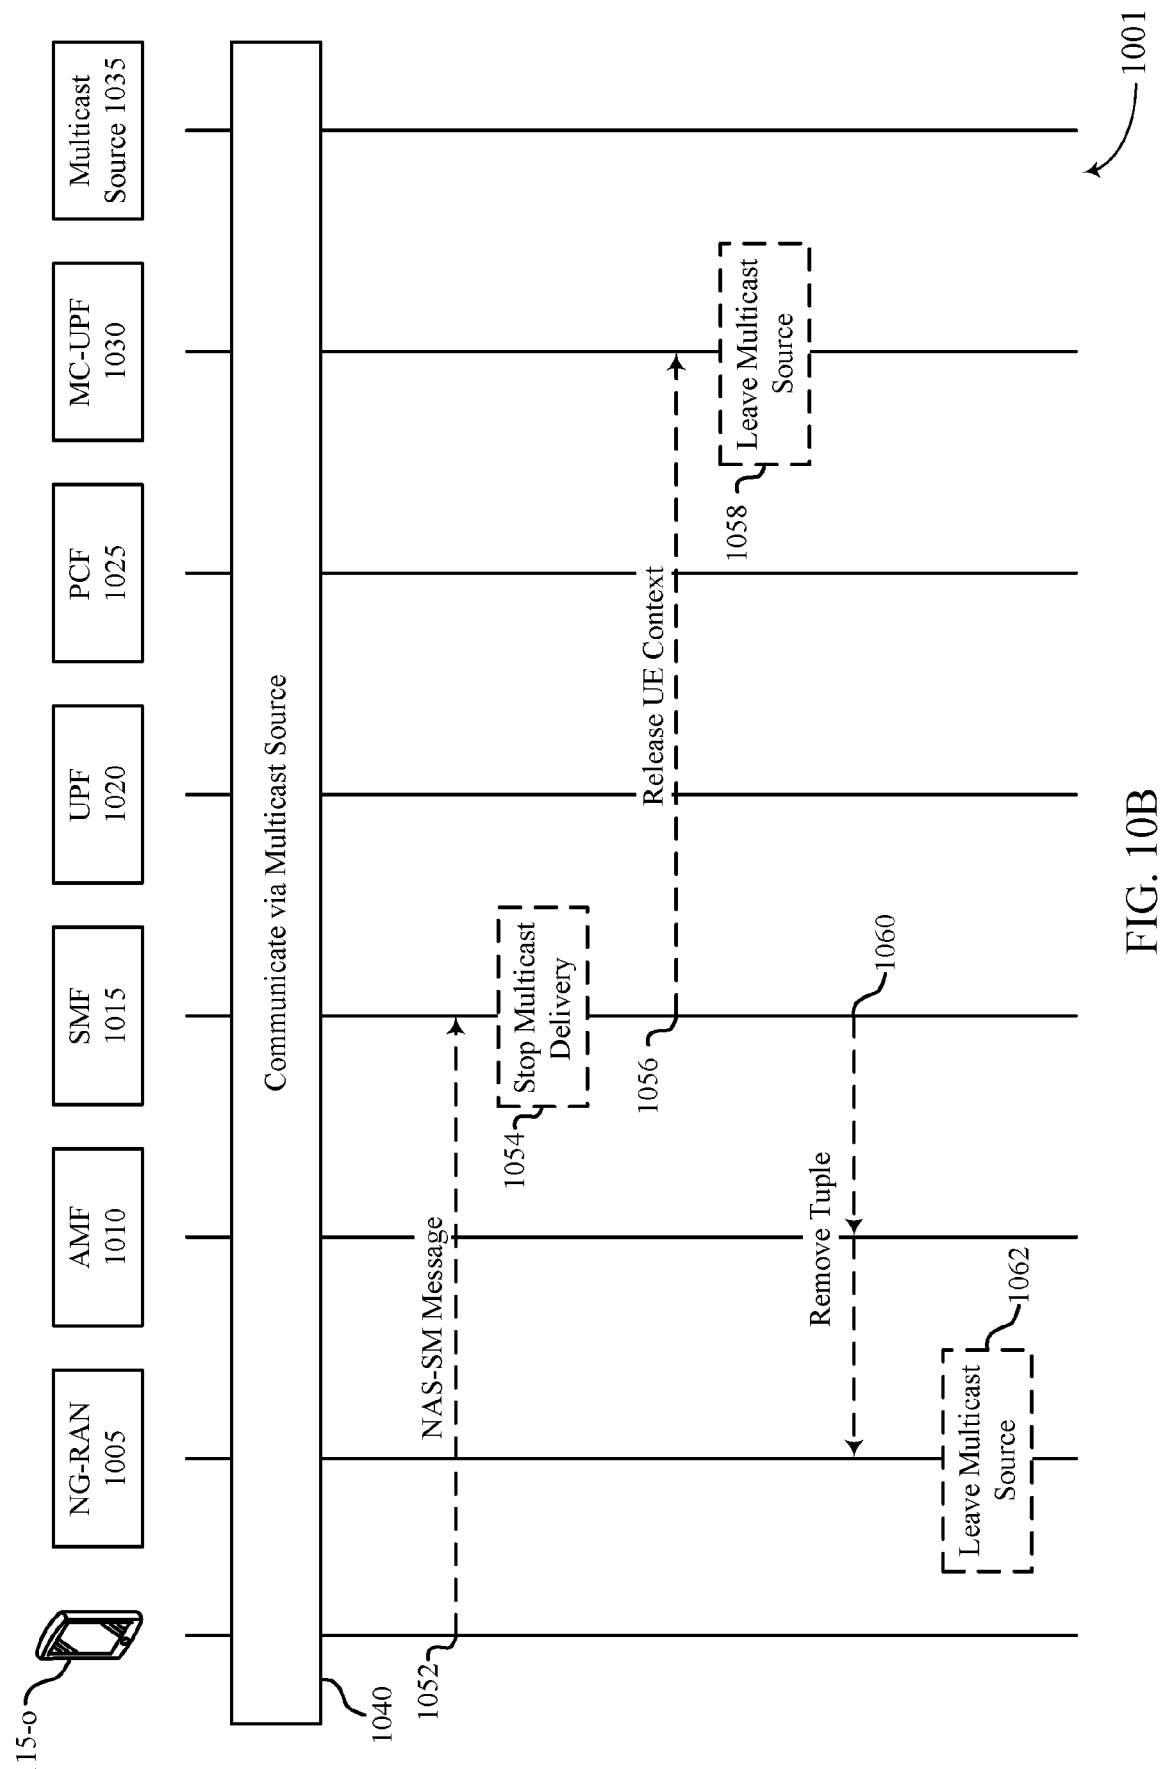 15-o
NG-RAN
1005
AMF
1010
SMF
1015
UPF
1020
PCF
1025
MC-UPF
1030
Multicast
Source 1035
Communicate via Multicast Source
1040
NAS-SM Message
1052
Stop Multicast
Delivery
1054
Release UE Context
1056
Leave Multicast
Source
1058
Remove Tuple
1060
Leave Multicast
Source
1062
1001
FIG. 10B